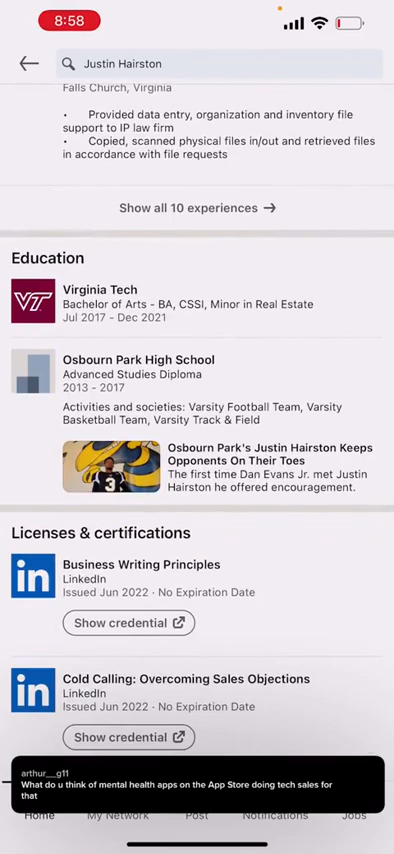 8:58
Justin Hairston
Falls Church, Virginia
• Provided data entry, organization and inventory file
support to IP law firm
• Copied, scanned physical files in/out and retrieved files
in accordance with file requests
Show all 10 experiences →
Education
VT
Virginia Tech
Bachelor of Arts - BA, CSSI, Minor in Real Estate
Jul 2017 - Dec 2021
Osbourn Park High School
Advanced Studies Diploma
2013 - 2017
Activities and societies: Varsity Football Team, Varsity
Basketball Team, Varsity Track & Field
3
Osbourn Park's Justin Hairston Keeps
Opponents On Their Toes
The first time Dan Evans Jr. met Justin
Hairston he offered encouragement.
Licenses & certifications
in
Business Writing Principles
LinkedIn
Issued Jun 2022 · No Expiration Date
Show credential
in
Cold Calling: Overcoming Sales Objections
LinkedIn
Issued Jun 2022 · No Expiration Date
Show credential
arthur__g11
What do u think of mental health apps on the App Store doing tech sales for
that
Home My Network Post Notifications Jobs